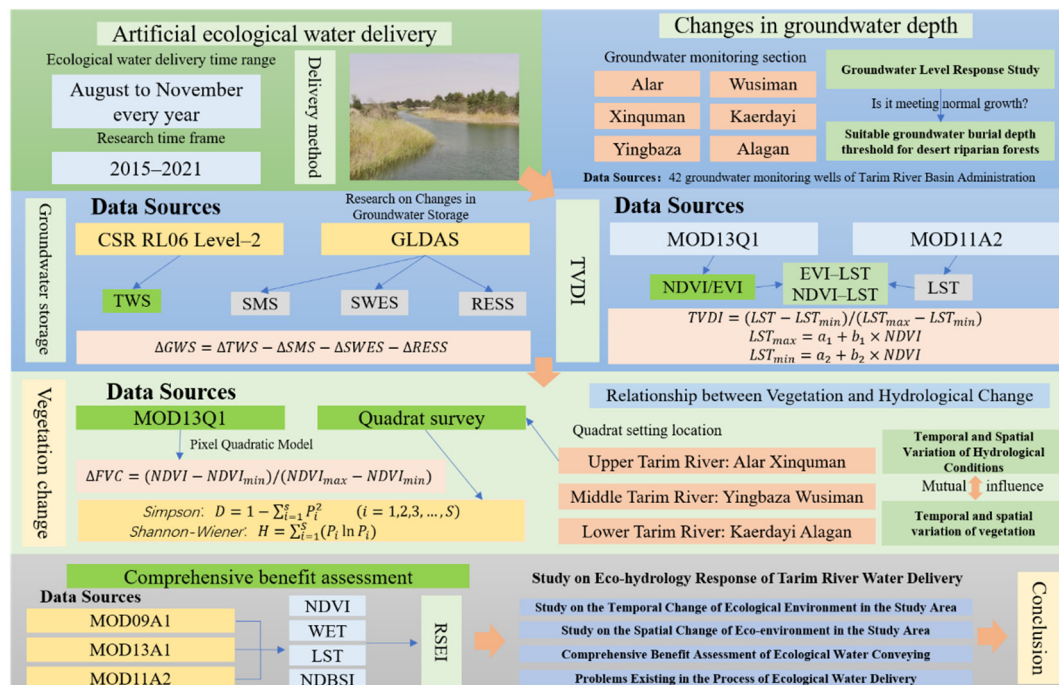 Artificial ecological water delivery
Ecological water delivery time range
August to November
every year
Research time frame
2015–2021
Delivery method
Changes in groundwater depth
Groundwater monitoring section
Alar
Wusiman
Xinquman
Kaerdayi
Yingbaza
Alagan
Groundwater Level Response Study
Is it meeting normal growth?
Suitable groundwater burial depth
threshold for desert riparian forests
Data Sources：42 groundwater monitoring wells of Tarim River Basin Administration
Groundwater storage
Data Sources
Research on Changes in
Groundwater Storage
CSR RL06 Level–2
GLDAS
TWS
SMS
SWES
RESS
ΔGWS = ΔTWS − ΔSMS − ΔSWES − ΔRESS
TVDI
Data Sources
MOD13Q1
MOD11A2
NDVI/EVI
EVI–LST
NDVI–LST
LST
TVDI = (LST − LST_min)/(LST_max − LST_min)
LST_max = a_1 + b_1 × NDVI
LST_min = a_2 + b_2 × NDVI
Vegetation change
Data Sources
MOD13Q1
Quadrat survey
Pixel Quadratic Model
ΔFVC = (NDVI − NDVI_min)/(NDVI_max − NDVI_min)
Simpson: D = 1 − ∑_{i=1}^{s} P_i^2 (i = 1,2,3, …, S)
Shannon-Wiener: H = ∑_{i=1}^{s}(P_i ln P_i)
Relationship between Vegetation and Hydrological Change
Quadrat setting location
Upper Tarim River: Alar Xinquman
Middle Tarim River: Yingbaza Wusiman
Lower Tarim River: Kaerdayi Alagan
Temporal and Spatial
Variation of Hydrological
Conditions
Mutual influence
Temporal and spatial
variation of vegetation
Comprehensive benefit assessment
Data Sources
MOD09A1
MOD13A1
MOD11A2
NDVI
WET
LST
NDBSI
RSEI
Study on Eco-hydrology Response of Tarim River Water Delivery
Study on the Temporal Change of Ecological Environment in the Study Area
Study on the Spatial Change of Eco-environment in the Study Area
Comprehensive Benefit Assessment of Ecological Water Conveying
Problems Existing in the Process of Ecological Water Delivery
Conclusion